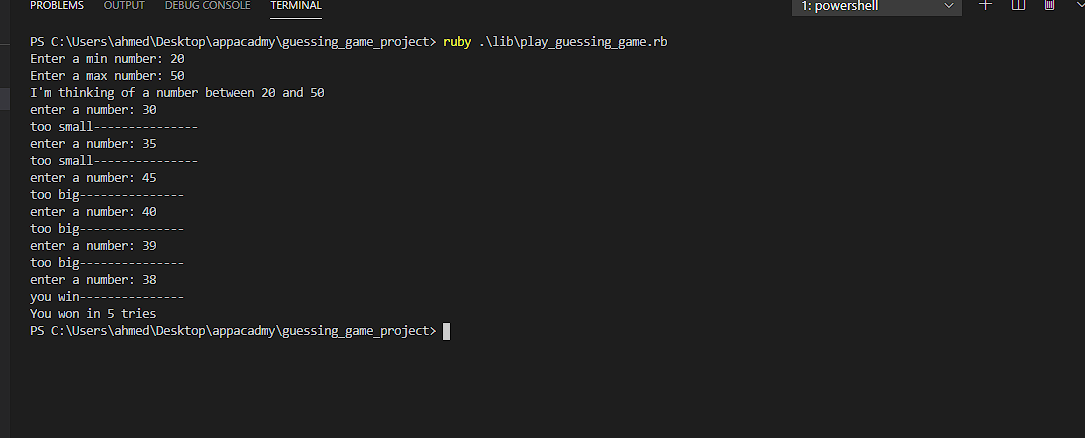 PROBLEMS OUTPUT DEBUG CONSOLE TERMINAL 1: powershell
PS C:\Users\ahmed\Desktop\appacadmy\guessing_game_project> ruby .\lib\play_guessing_game.rb
Enter a min number: 20
Enter a max number: 50
I'm thinking of a number between 20 and 50
enter a number: 30
too small---------------
enter a number: 35
too small---------------
enter a number: 45
too big---------------
enter a number: 40
too big---------------
enter a number: 39
too big---------------
enter a number: 38
you win---------------
You won in 5 tries
PS C:\Users\ahmed\Desktop\appacadmy\guessing_game_project>